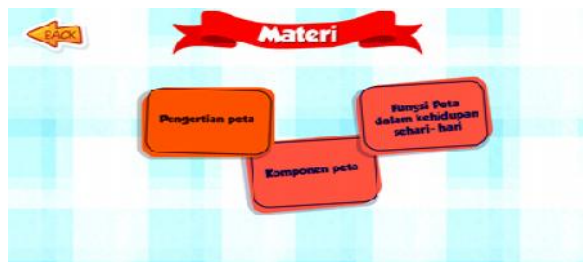 BACK
Materi
Pengertian peta
Fungsi Peta
dalam kehidupan
sehari-hari
Komponen peta